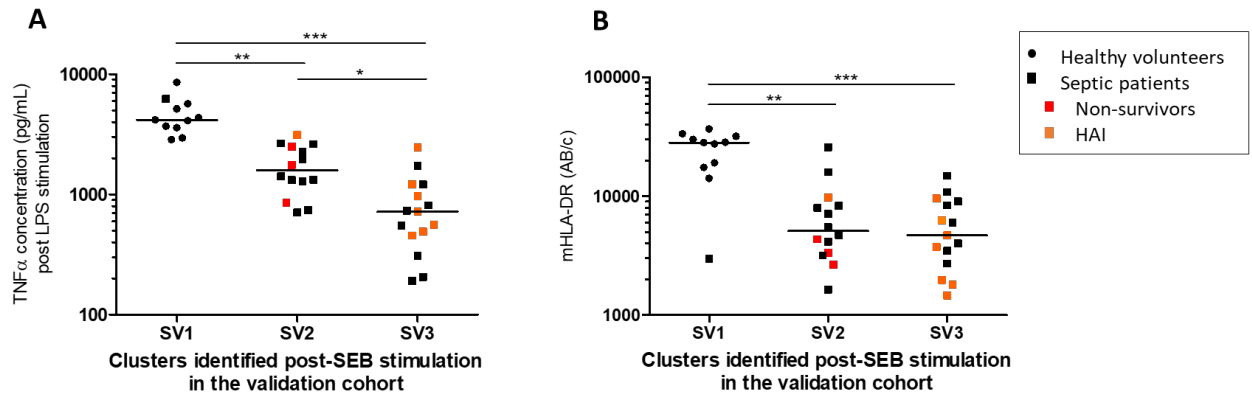 A
***
**
*
10000
1000
100
TNFα concentration (pg/mL)
post LPS stimulation
SV1 SV2 SV3
Clusters identified post-SEB stimulation
in the validation cohort
B
***
**
100000
10000
1000
mHLA-DR (AB/c)
SV1 SV2 SV3
Clusters identified post-SEB stimulation
in the validation cohort
Healthy volunteers
Septic patients
Non-survivors
HAI